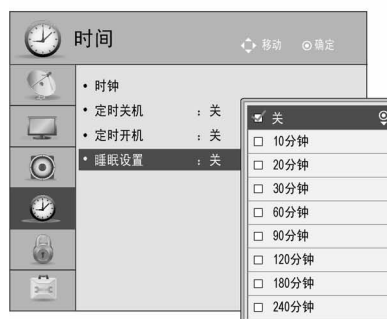 时间
移动 ◉确定
• 时钟
• 定时关机 ：关
• 定时开机 ：关
• 睡眠设置 ：关
关
10分钟
20分钟
30分钟
60分钟
90分钟
120分钟
180分钟
240分钟